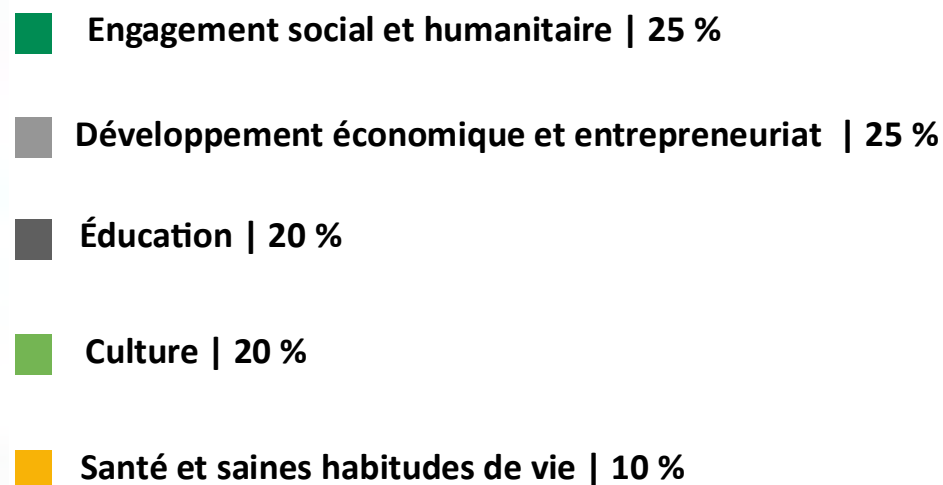 Engagement social et humanitaire | 25 %
Développement économique et entrepreneuriat | 25 %
Éducation | 20 %
Culture | 20 %
Santé et saines habitudes de vie | 10 %